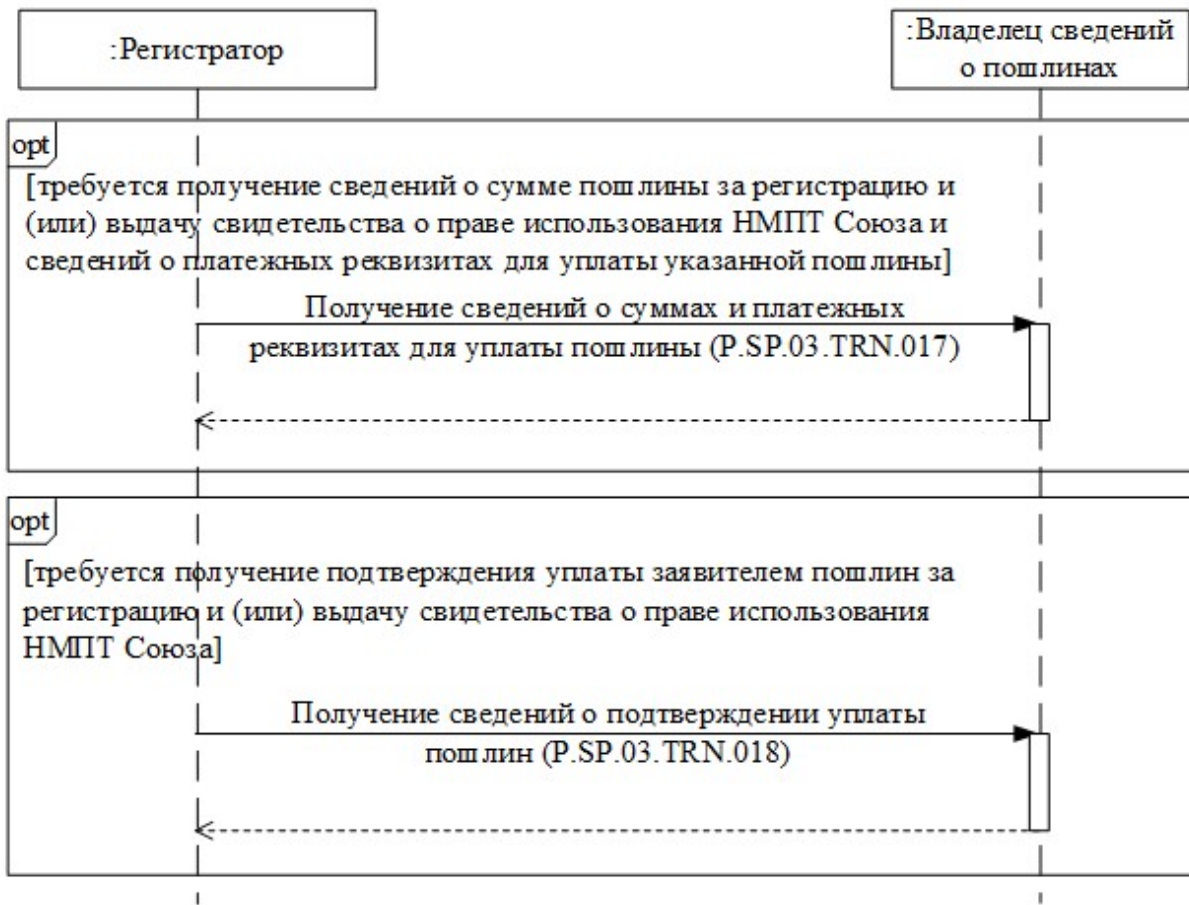 :Регистратор
:Владелец сведений
о пошлинах
opt
[требуется получение сведений о сумме пошлины за регистрацию и
(или) выдачу свидетельства о праве использования НМПТ Союза и
сведений о платежных реквизитах для уплаты указанной пошлины]
Получение сведений о суммах и платежных
реквизитах для уплаты пошлины (P.SP.03.TRN.017)
opt
[требуется получение подтверждения уплаты заявителем пошлин за
регистрацию и (или) выдачу свидетельства о праве использования
НМПТ Союза]
Получение сведений о подтверждении уплаты
пошлин (P.SP.03.TRN.018)